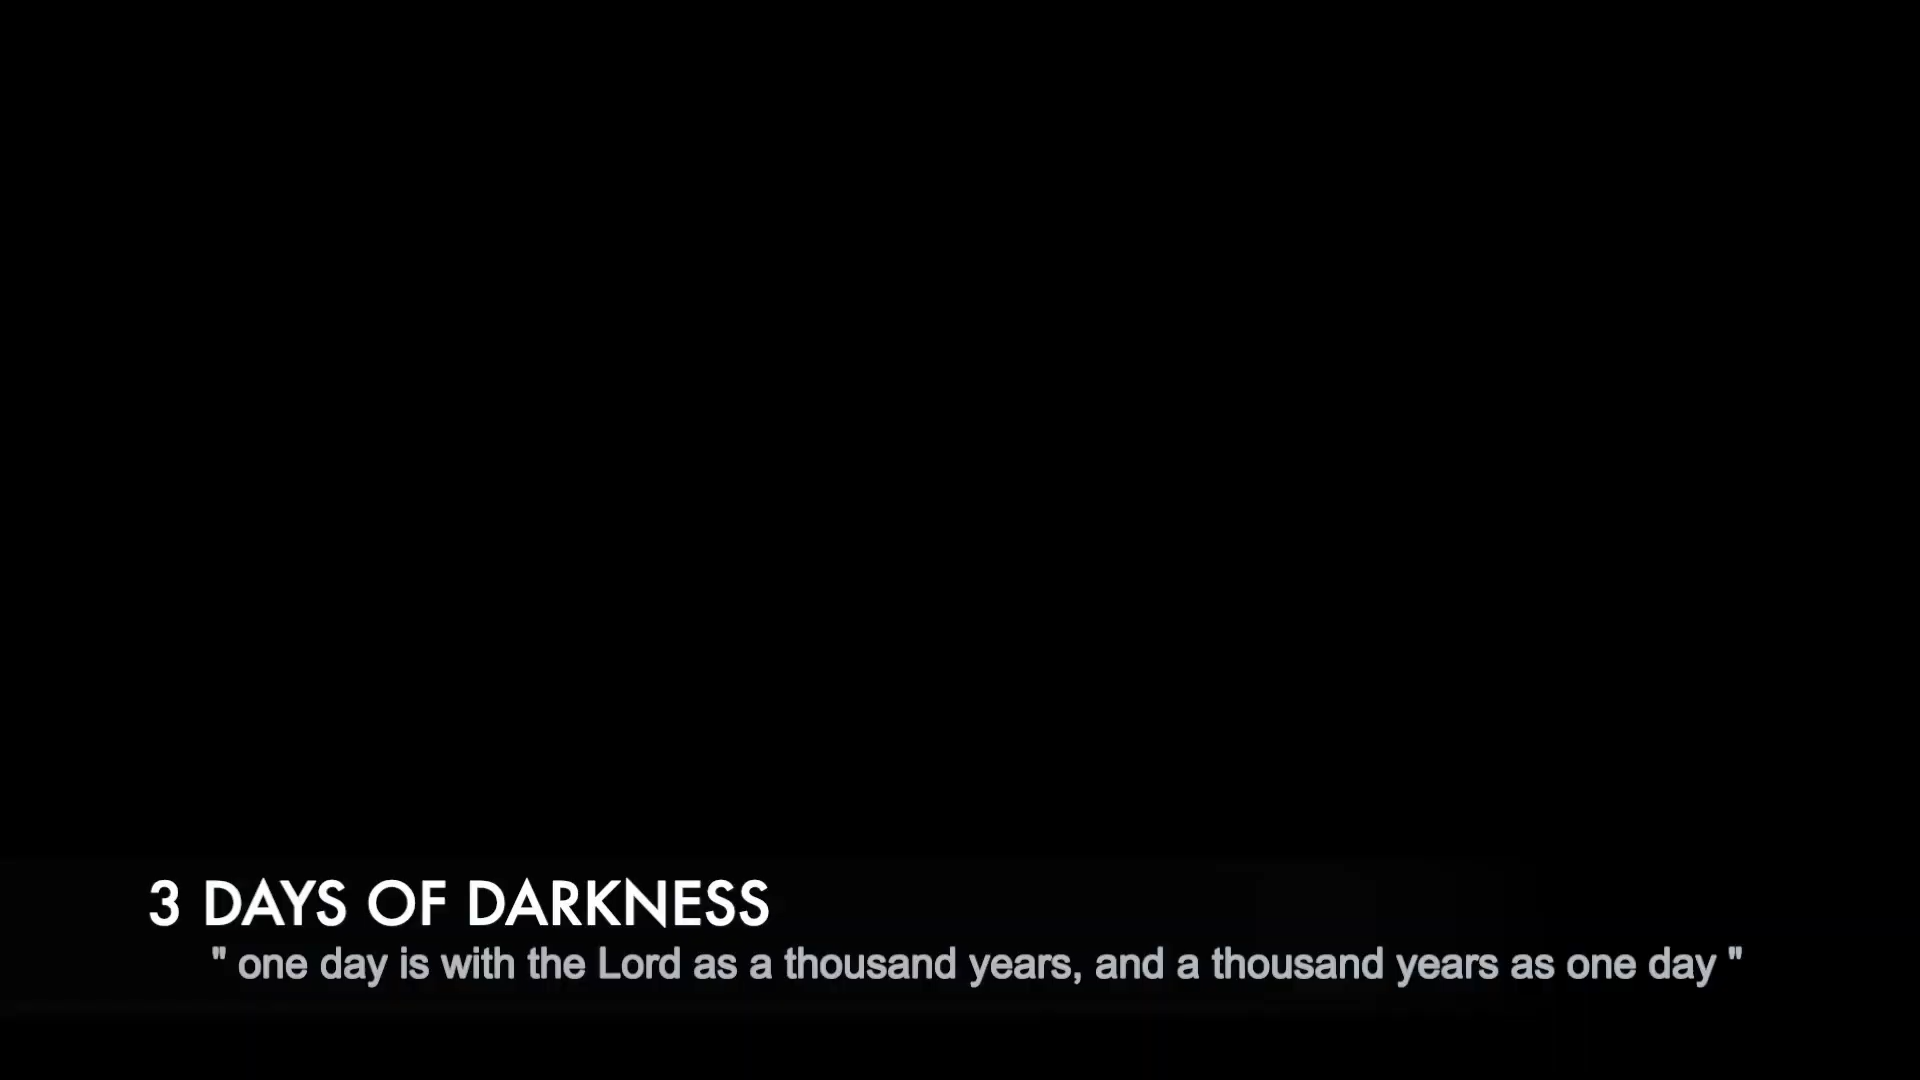 3 DAYS OF DARKNESS
" one day is with the Lord as a thousand years, and a thousand years as one day "